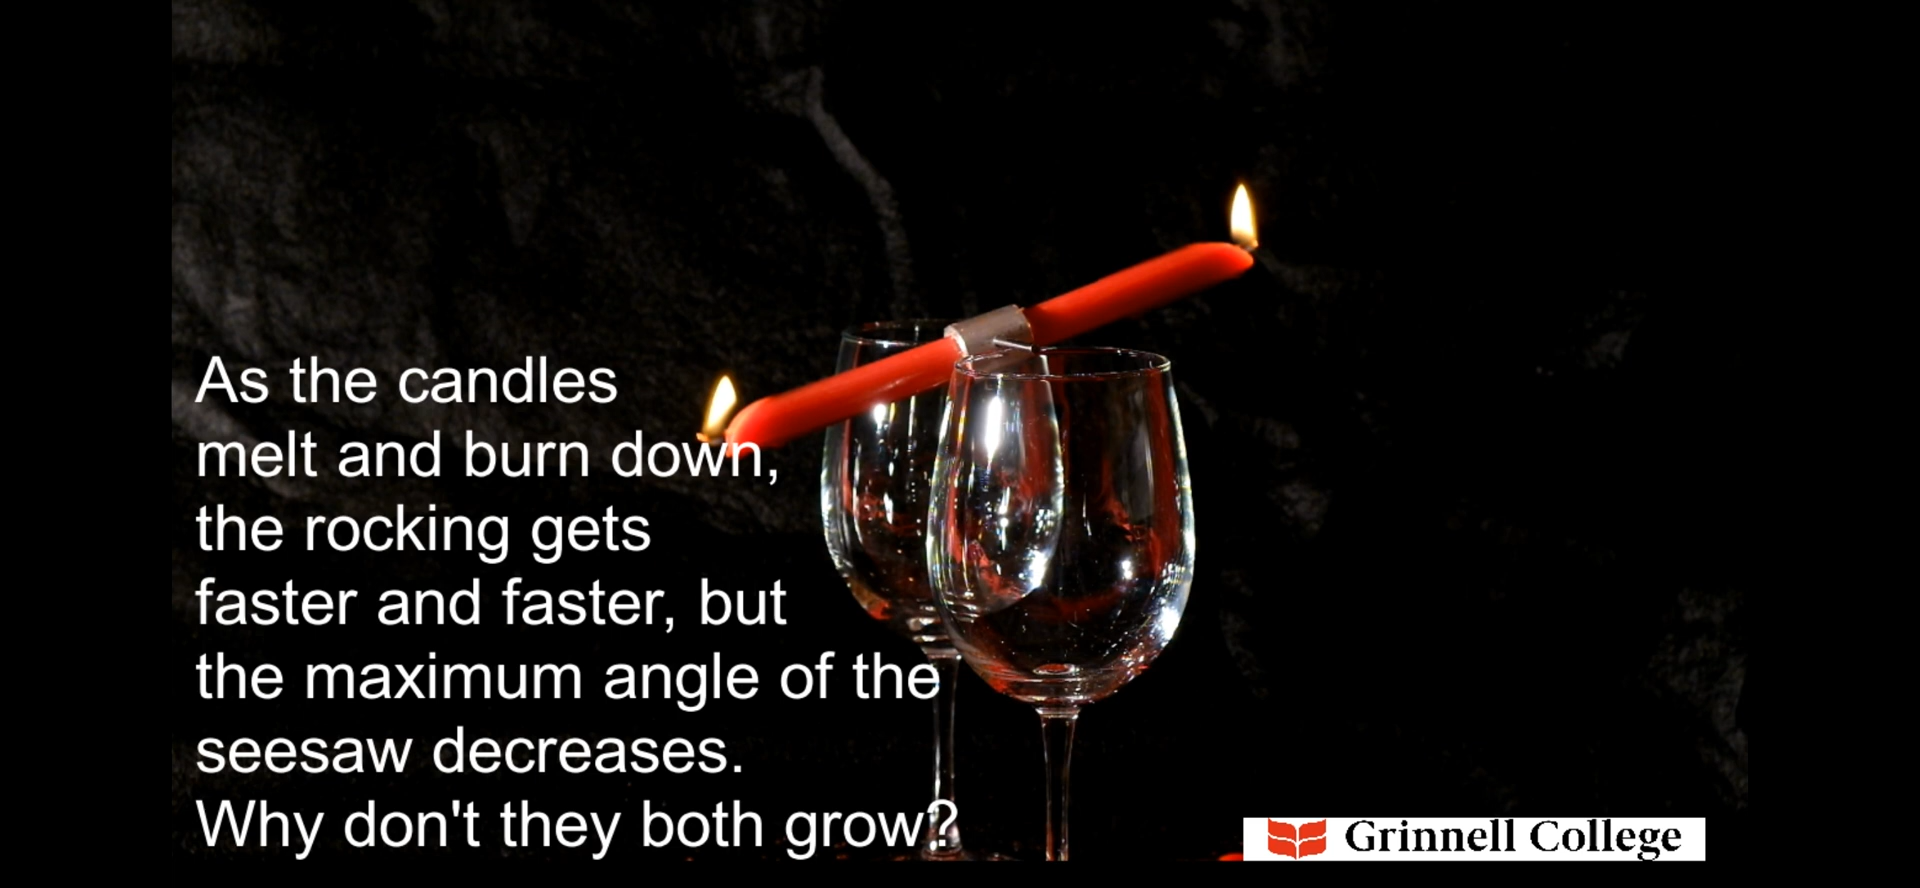 As the candles
melt and burn down,
the rocking gets
faster and faster, but
the maximum angle of the
seesaw decreases.
Why don't they both grow?
Grinnell College